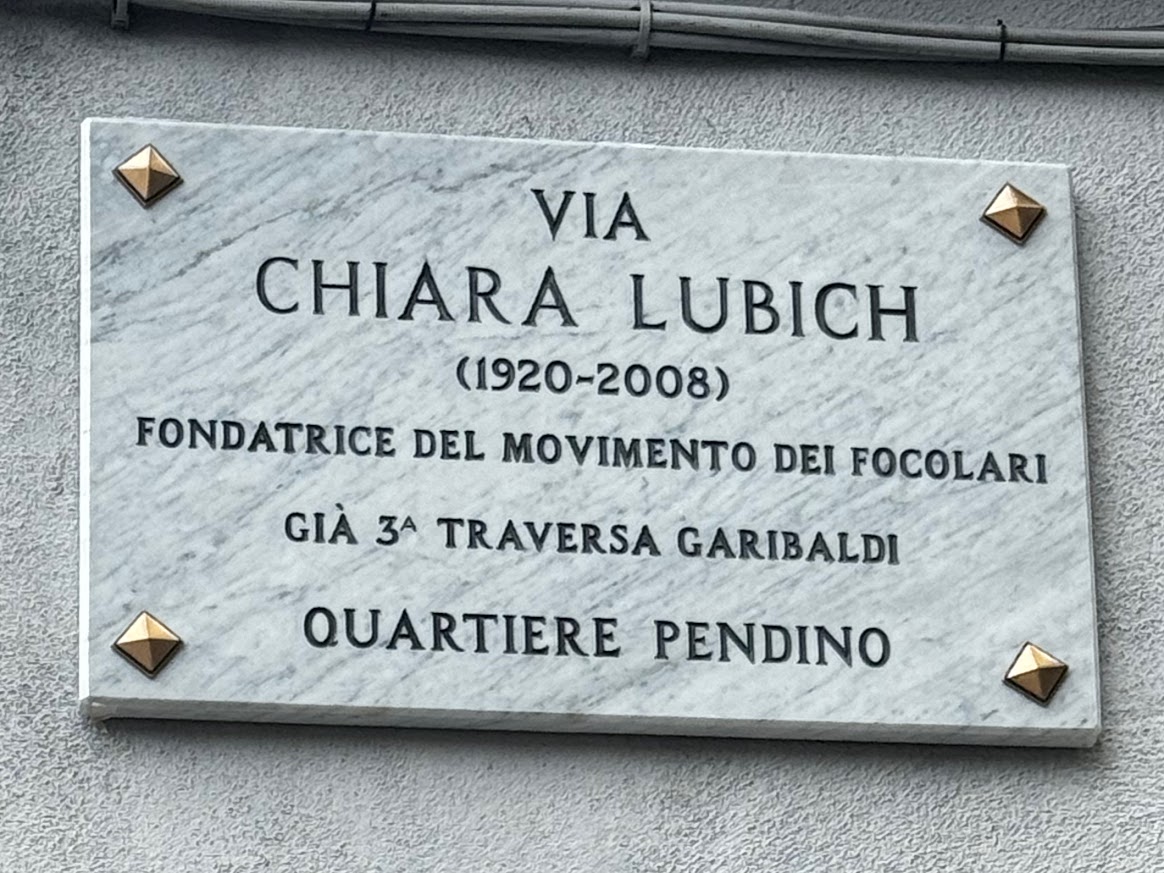 VIA
CHIARA LUBICH
(1920-2008)
FONDATRICE DEL MOVIMENTO DEI FOCOLARI
GIÀ 3ᴬ TRAVERSA GARIBALDI
QUARTIERE PENDINO